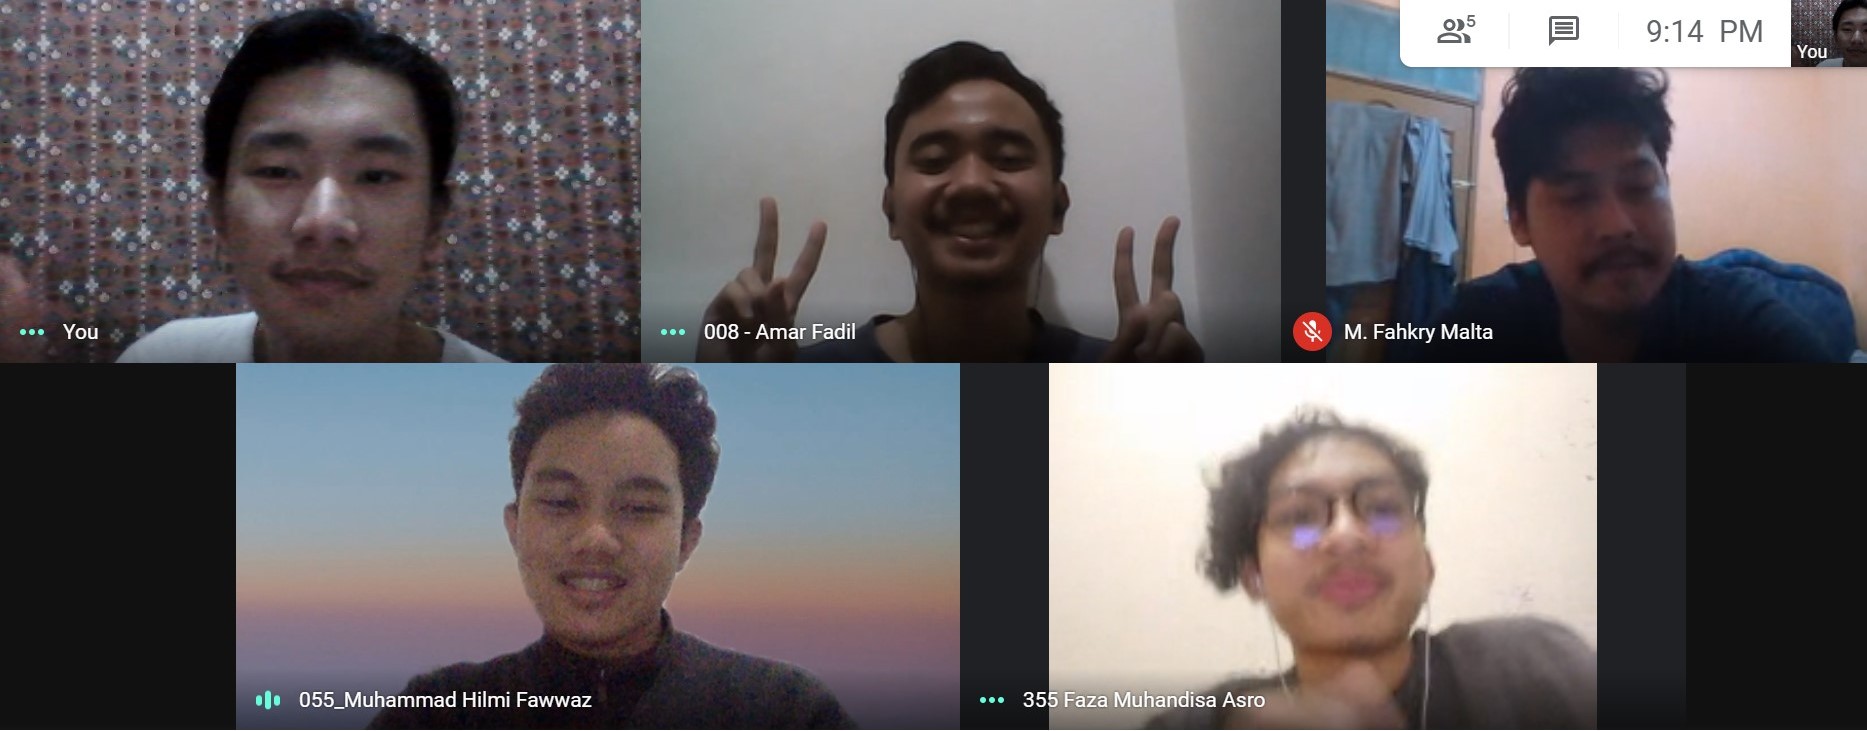 5
9:14 PM
You
You
008 - Amar Fadil
M. Fahkry Malta
055_Muhammad Hilmi Fawwaz
355 Faza Muhandisa Asro